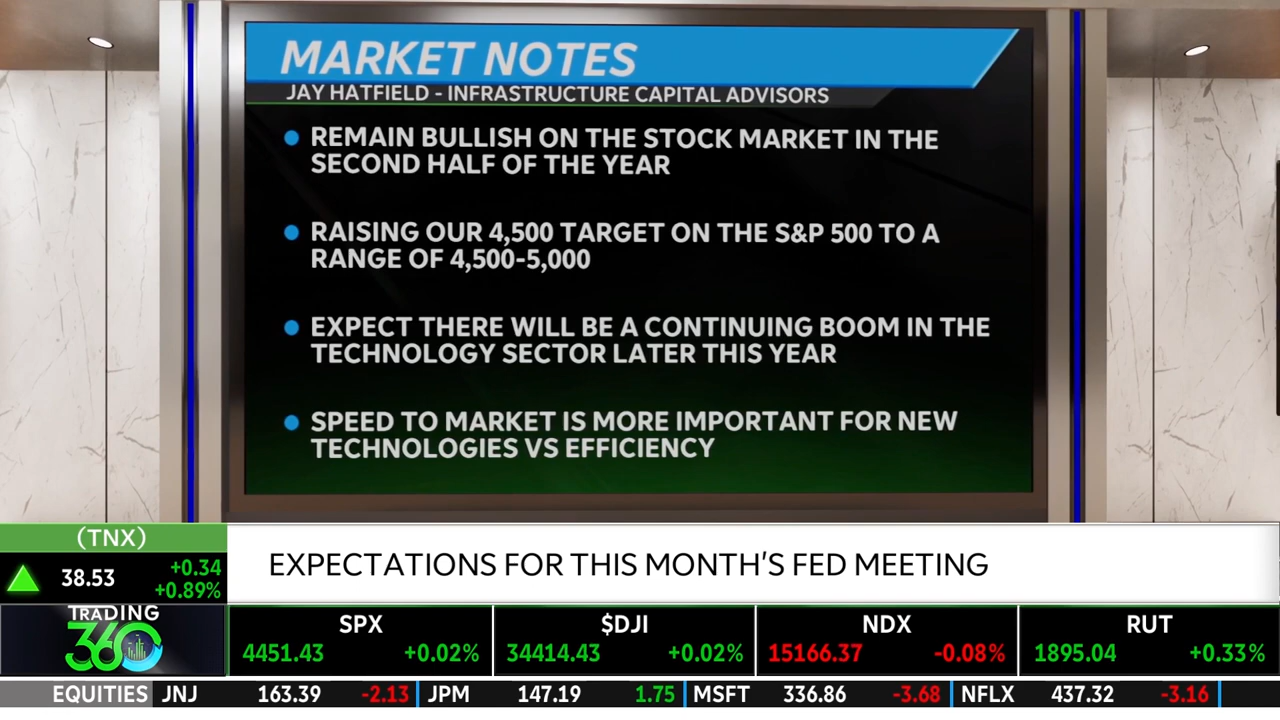 MARKET NOTES
JAY HATFIELD - INFRASTRUCTURE CAPITAL ADVISORS
REMAIN BULLISH ON THE STOCK MARKET IN THE
SECOND HALF OF THE YEAR
RAISING OUR 4,500 TARGET ON THE S&P 500 TO A
RANGE OF 4,500-5,000
EXPECT THERE WILL BE A CONTINUING BOOM IN THE
TECHNOLOGY SECTOR LATER THIS YEAR
SPEED TO MARKET IS MORE IMPORTANT FOR NEW
TECHNOLOGIES VS EFFICIENCY
(TNX)
38.53 +0.34
+0.89%
EXPECTATIONS FOR THIS MONTH'S FED MEETING
TRADING
360
SPX $DJI NDX RUT
4451.43 +0.02% 34414.43 +0.02% 15166.37 -0.08% 1895.04 +0.33%
EQUITIES JNJ 163.39 -2.13 JPM 147.19 1.75 MSFT 336.86 -3.68 NFLX 437.32 -3.16